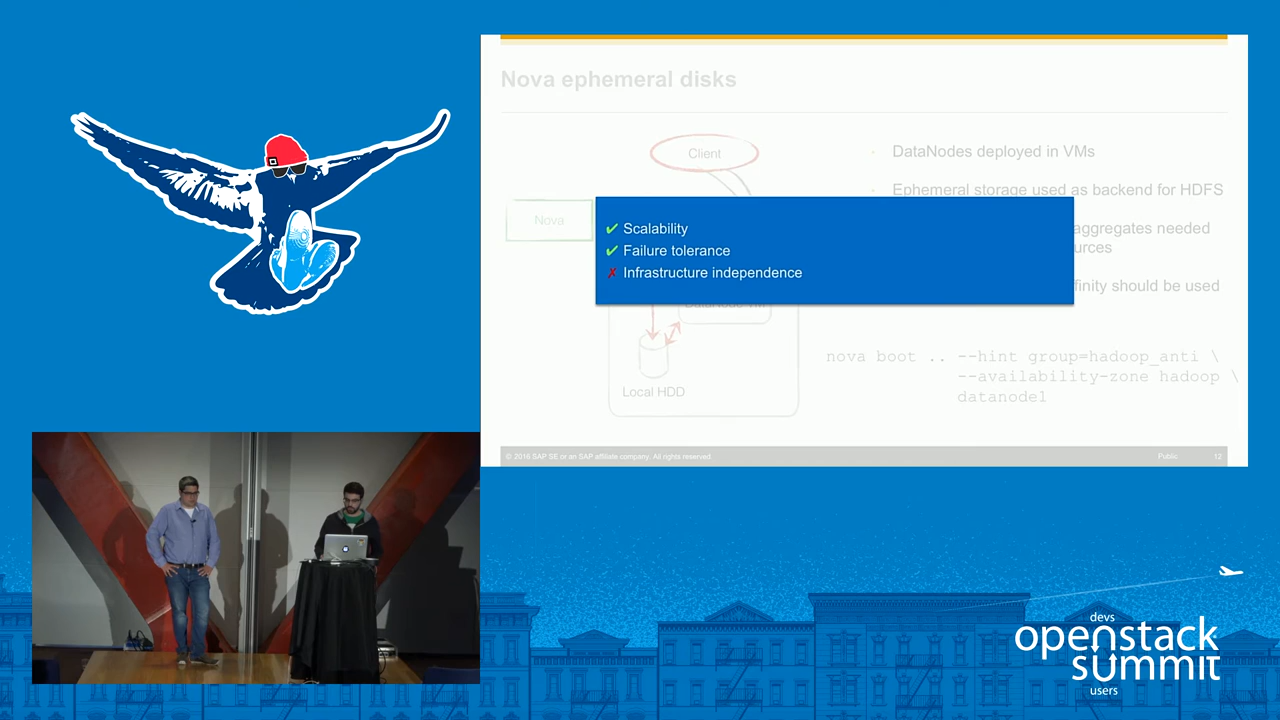 Nova ephemeral disks
Client
Nova
Local HDD
DataNodes deployed in VMs
Ephemeral storage used as backend for HDFS
aggregates needed
finity should be used
✔ Scalability
✔ Failure tolerance
✗ Infrastructure independence
nova boot .. --hint group=hadoop_anti \
--availability-zone hadoop \
datanode1
© 2016 SAP SE or an SAP affiliate company. All rights reserved.
Public
12
devs
openstack
summit
users